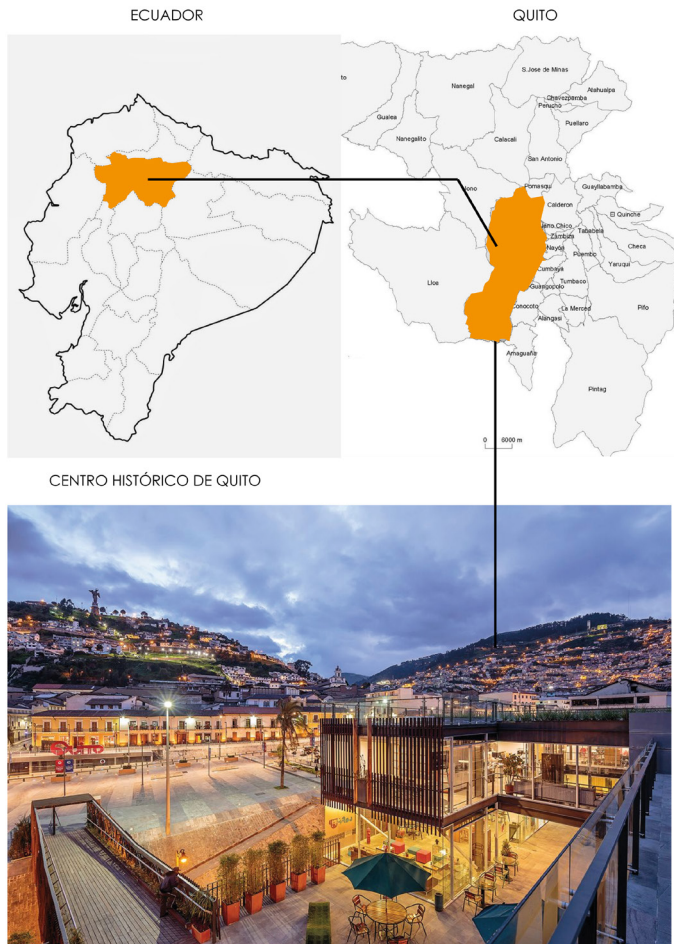 ECUADOR
QUITO
to
Nanegal
S.Jose de Minas
Atahualpa
Chavezpamba
Perucho
Gualea
Puellaro
Nanegalito
Calacali
San Antonio
Nono
Pomasqui
Guayllabamba
Calderon
El Quinche
Llano Chico
Tababela
Zambiza
Checa
Nayon
Puembo
Yaruqui
Lloa
Cumbaya
Tumbaco
Guangopolo
Pifo
Conocoto
La Merced
Alangasi
Amaguaña
Pintag
0 6000 m
CENTRO HISTÓRICO DE QUITO